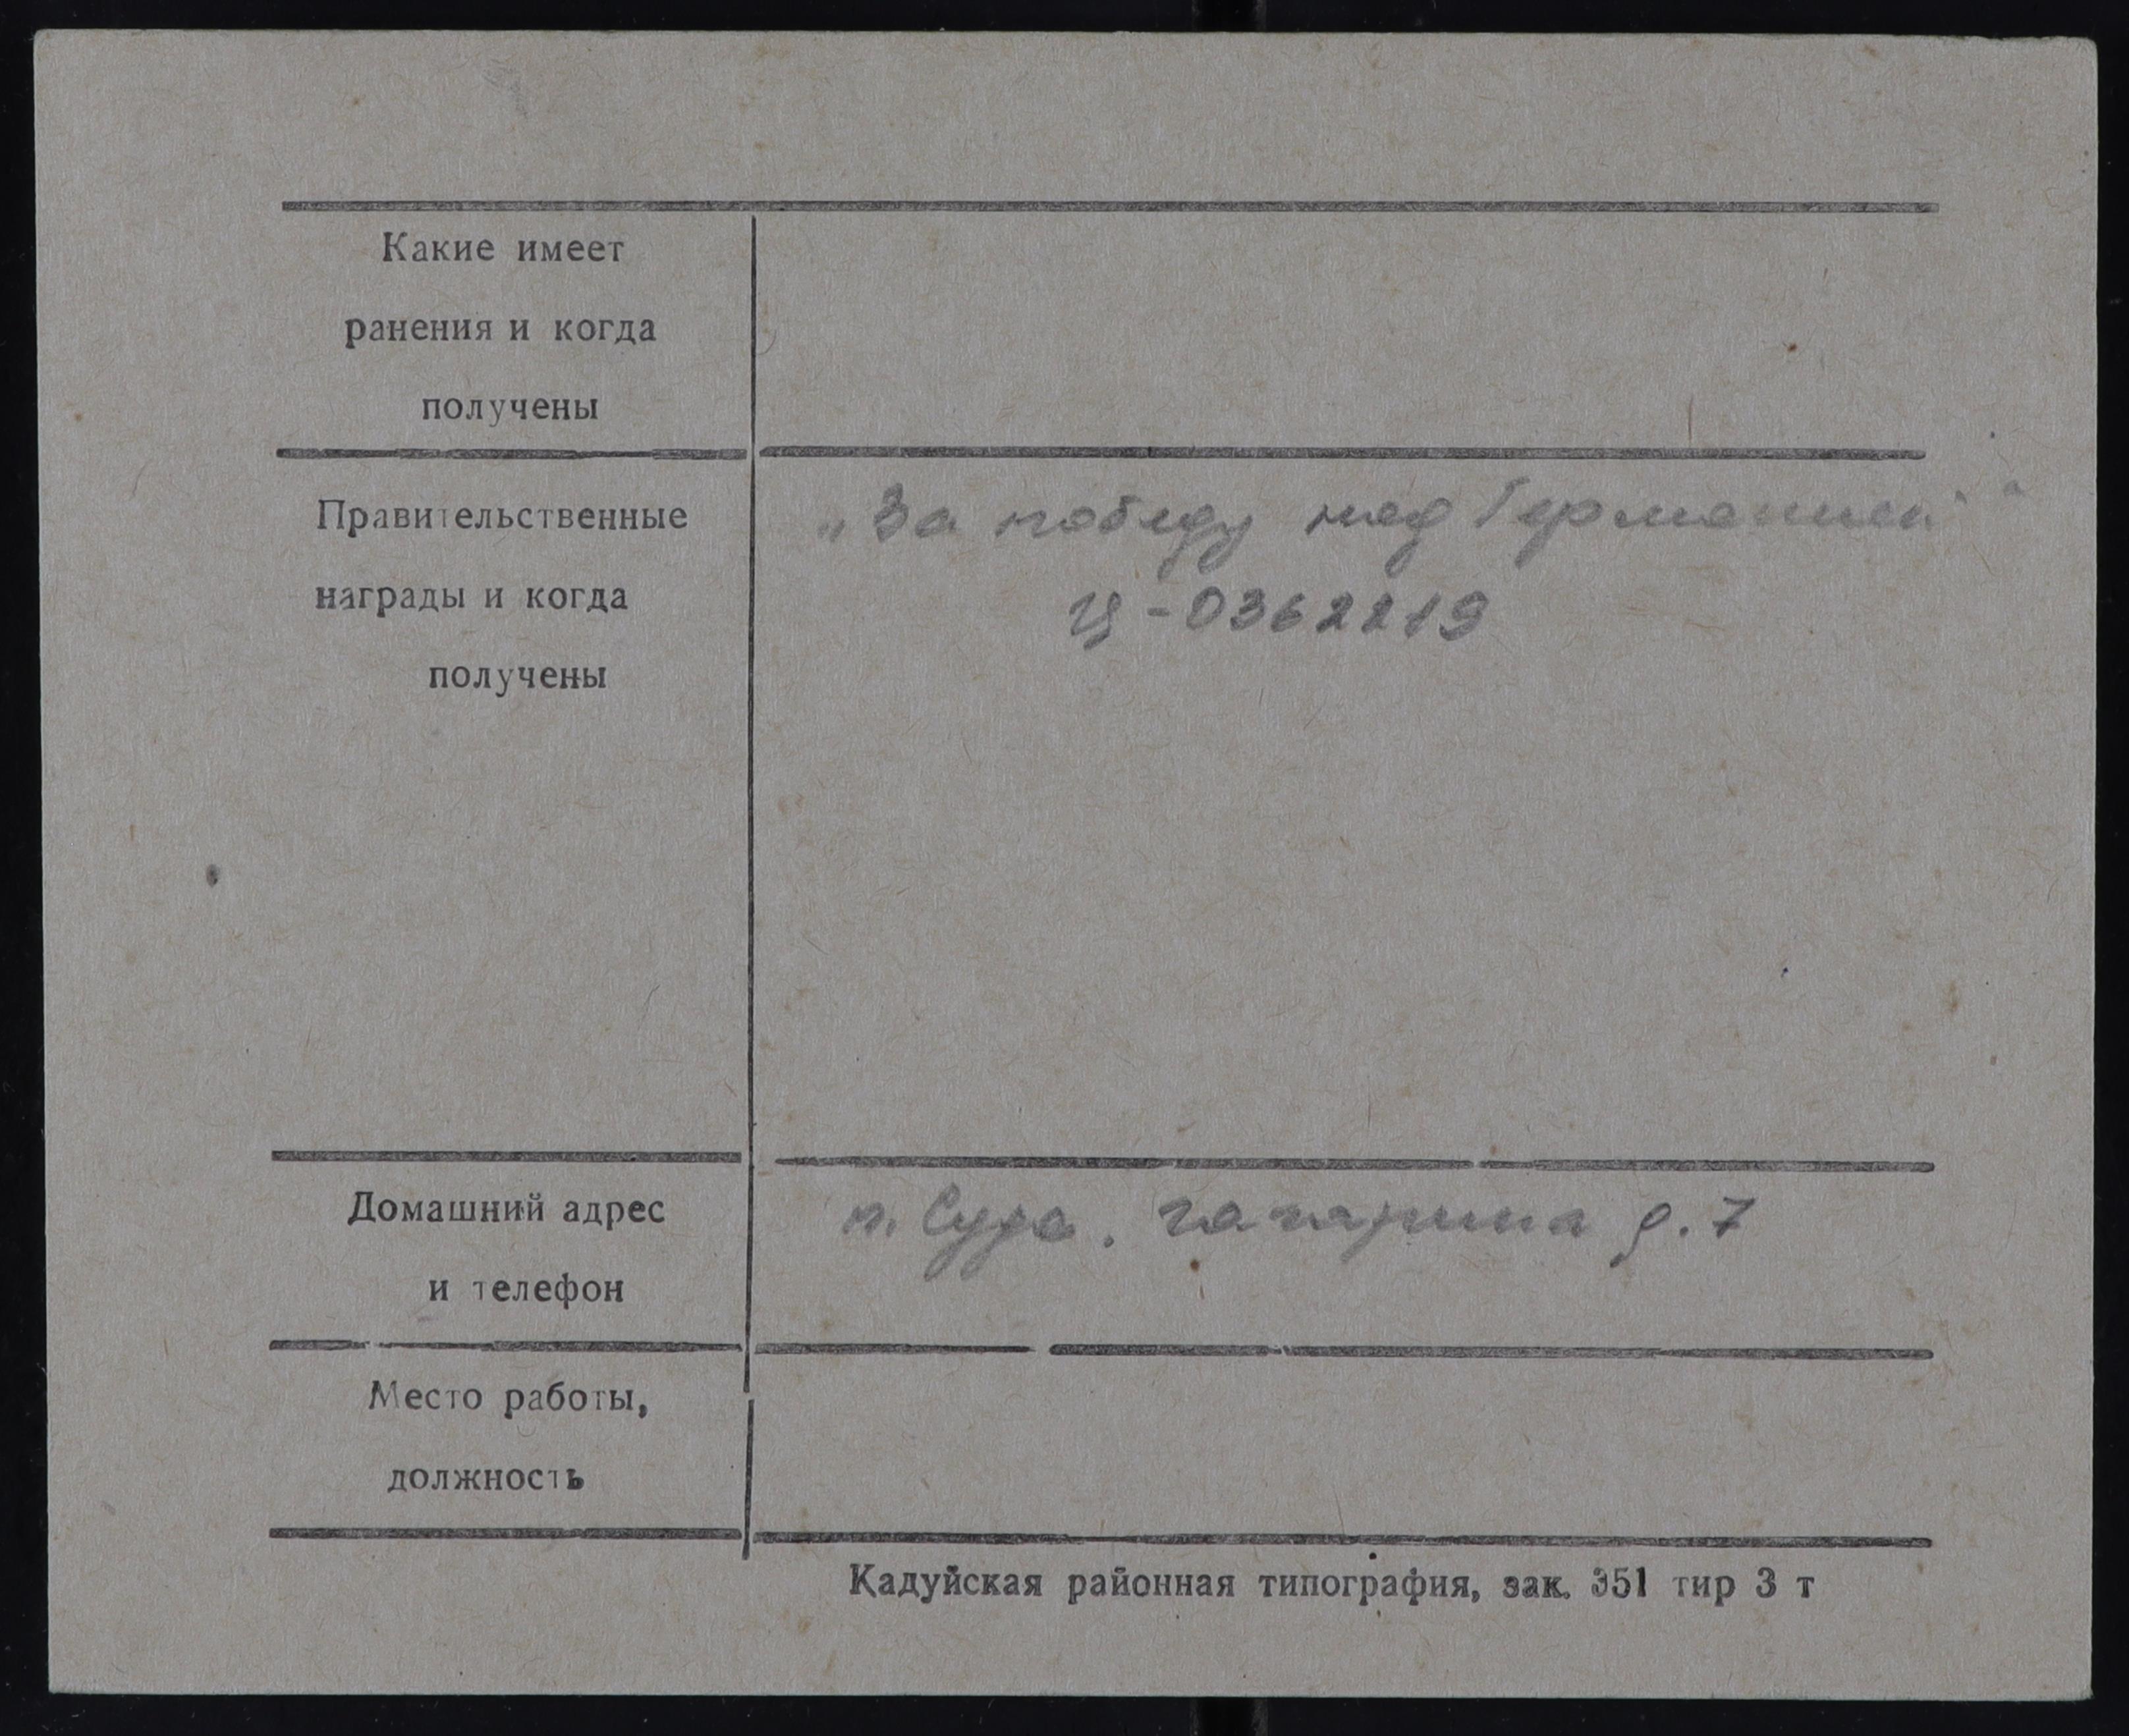 Какие имеет
ранения и когда
получены
Правительственные
награды и когда
получены
„За победу над Германией“
Ц-0362219
Домашний адрес
и телефон
п. Суда. гагарина д. 7
Место работы,
должность
Кадуйская районная типография, зак. 351 тир 3 т